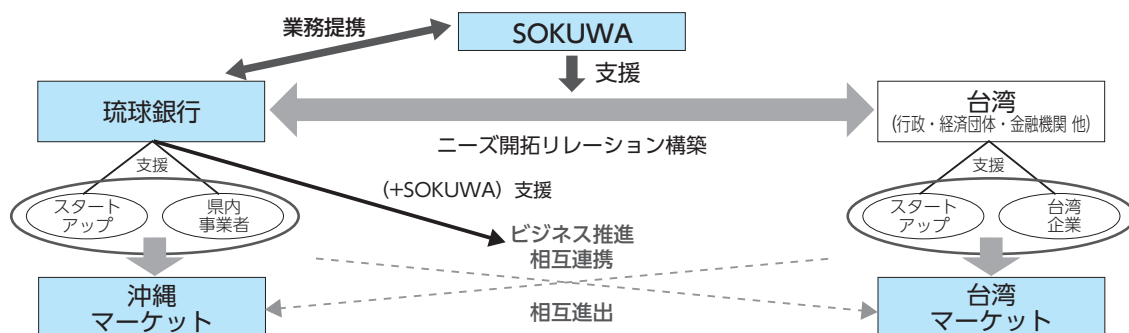 業務提携
SOKUWA
支援
琉球銀行
台湾
(行政・経済団体・金融機関 他)
ニーズ開拓リレーション構築
支援
支援
(+SOKUWA)支援
スタート
アップ
県内
事業者
スタート
アップ
台湾
企業
ビジネス推進
相互連携
沖縄
マーケット
相互進出
台湾
マーケット